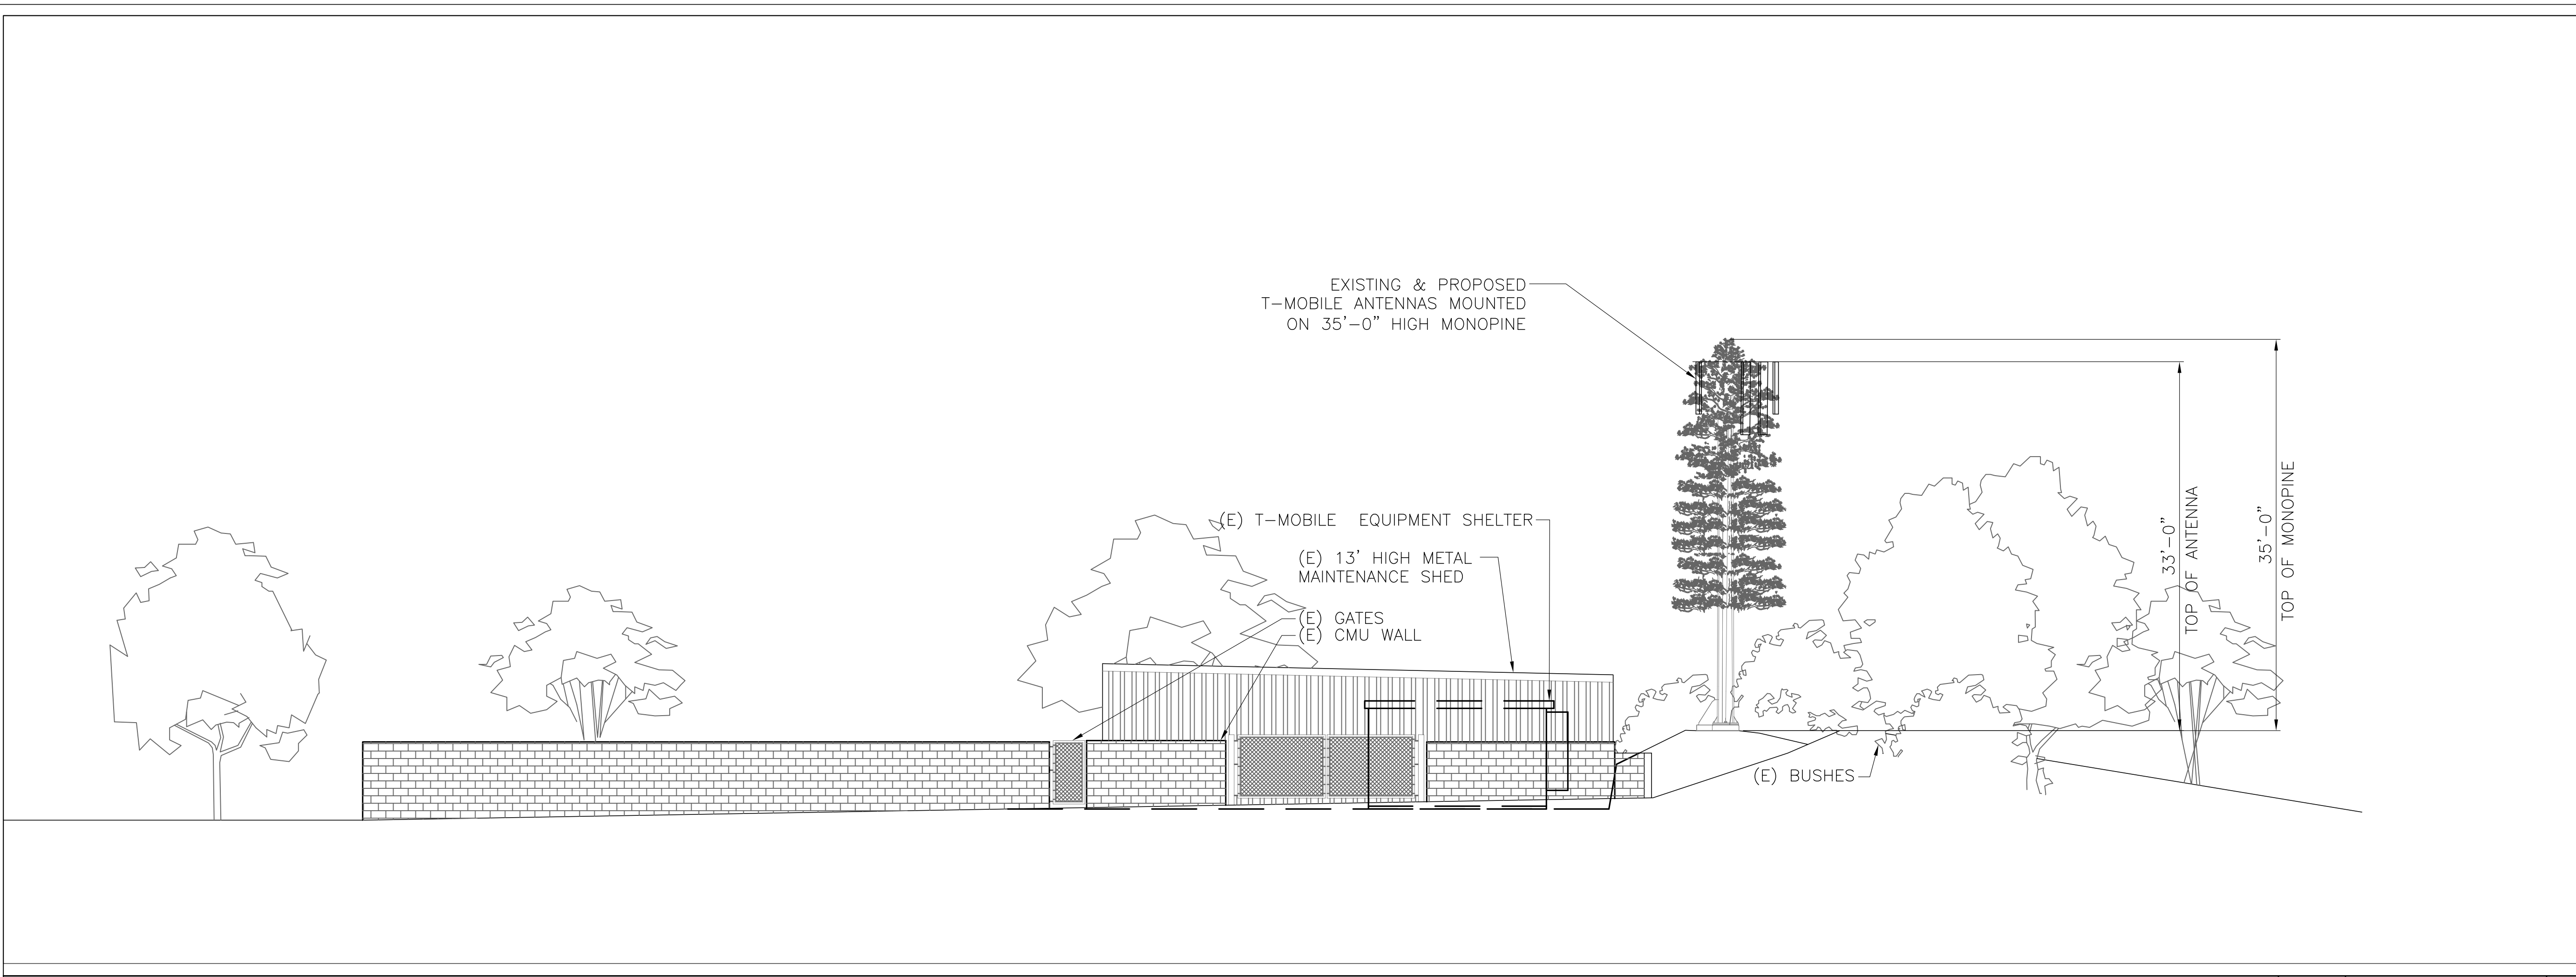 EXISTING & PROPOSED
T-MOBILE ANTENNAS MOUNTED
ON 35'-0" HIGH MONOPINE
(E) T-MOBILE EQUIPMENT SHELTER
(E) 13' HIGH METAL
MAINTENANCE SHED
(E) GATES
(E) CMU WALL
(E) BUSHES
33'-0"
TOP OF ANTENNA
35'-0"
TOP OF MONOPINE